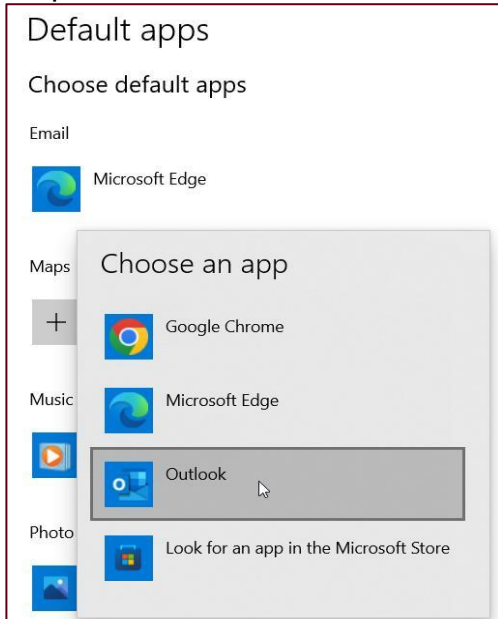 Default apps
Choose default apps
Email
Microsoft Edge
Maps
Choose an app
Google Chrome
Music
Microsoft Edge
Outlook
Photo
Look for an app in the Microsoft Store